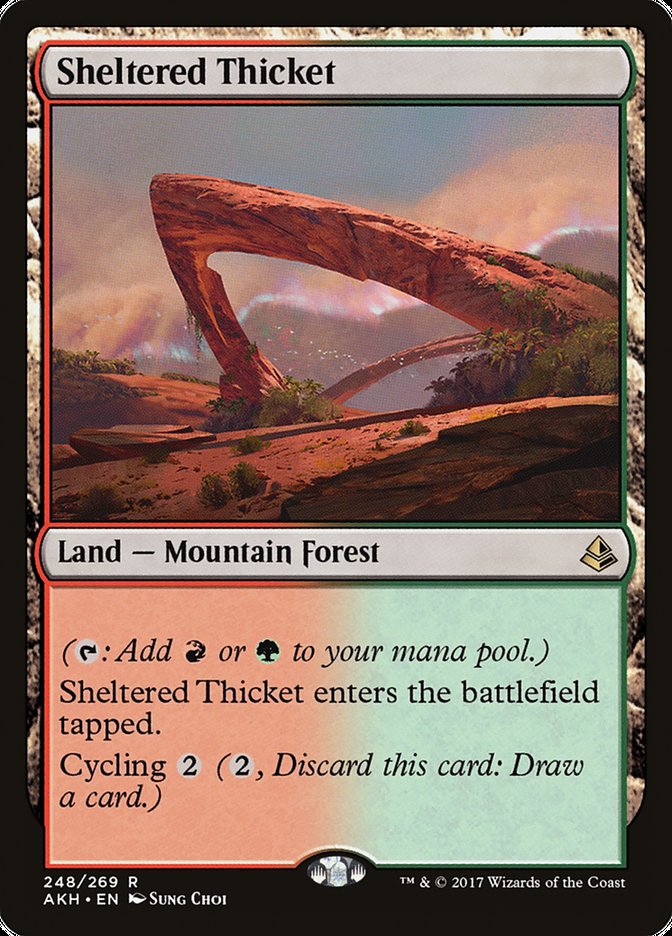 Sheltered Thicket
Land — Mountain Forest
( : Add or to your mana pool.)
Sheltered Thicket enters the battlefield
tapped.
Cycling 2 (2, Discard this card: Draw
a card.)
248/269 R
™ & © 2017 Wizards of the Coast
AKH • EN Sung Choi